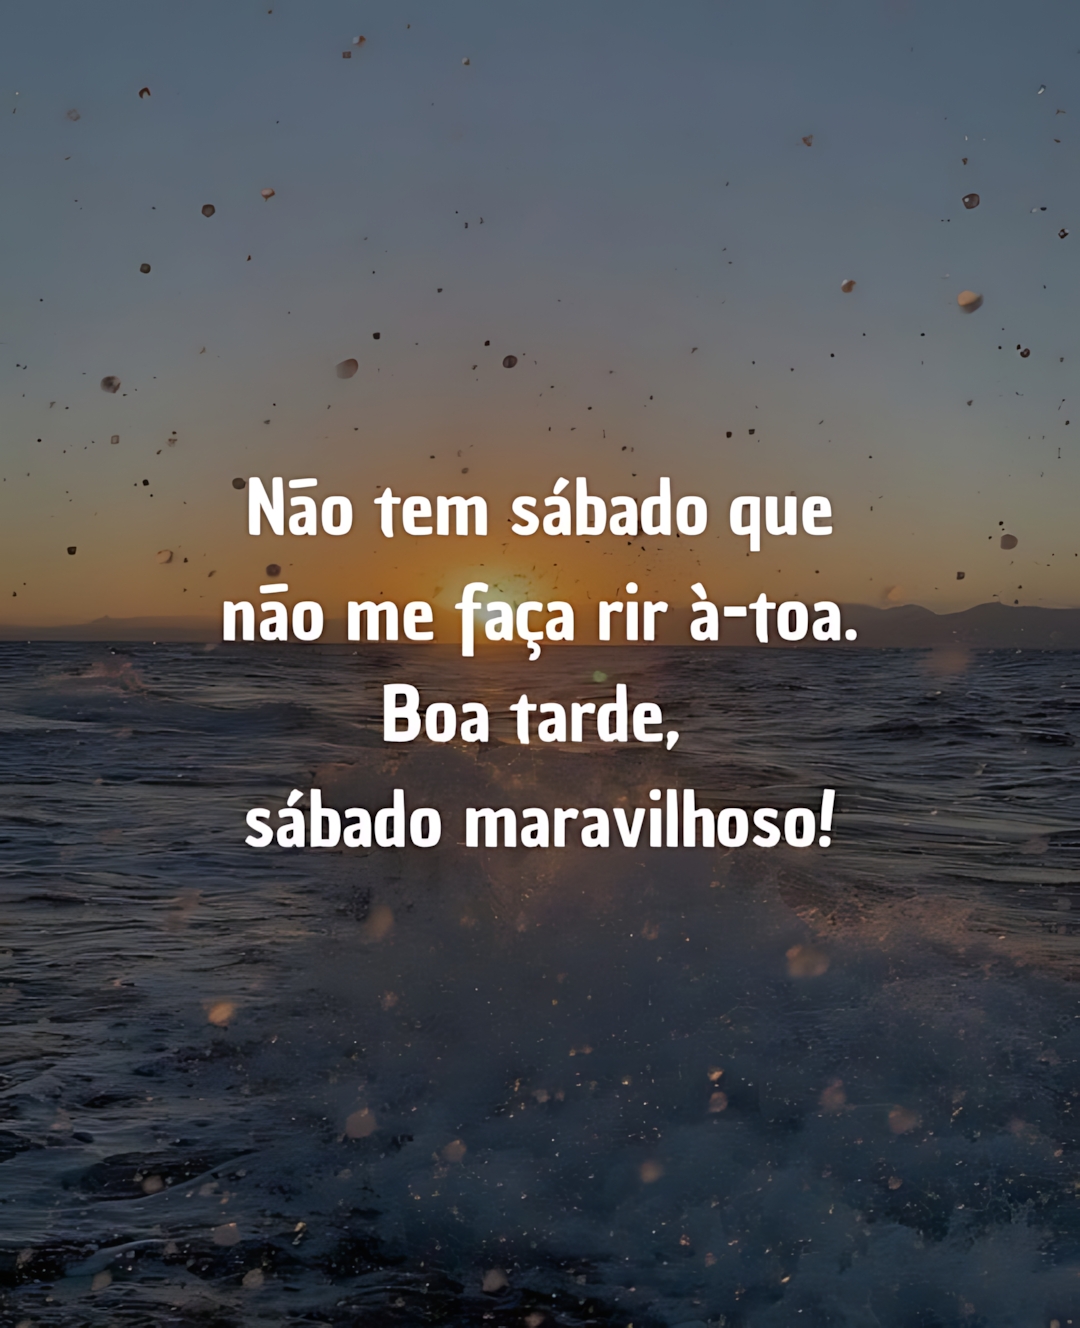 Não tem sábado que
não me faça rir à-toa.
Boa tarde,
sábado maravilhoso!